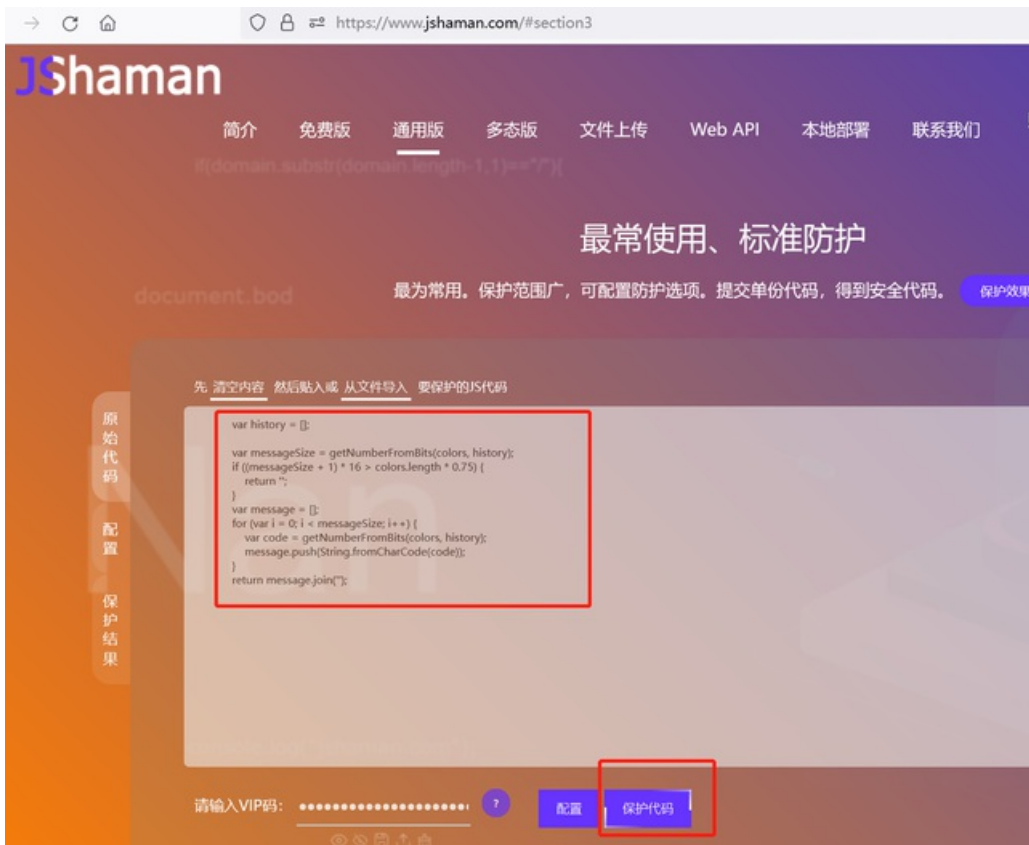 https://www.jshaman.com/#section3
JShaman
简介 免费版 通用版 多态版 文件上传 Web API 本地部署 联系我们
if(domain.substr(domain.length-1,1)=="/"){
最常使用、标准防护
document.bod
最为常用。保护范围广，可配置防护选项。提交单份代码，得到安全代码。 保护效果
先 清空内容 然后贴入或 从文件导入 要保护的JS代码
原始代码
配置
保护结果
var history = [];
var messageSize = getNumberFromBits(colors, history);
if ((messageSize + 1) * 16 > colors.length * 0.75) {
return '';
}
var message = [];
for (var i = 0; i < messageSize; i++) {
var code = getNumberFromBits(colors, history);
message.push(String.fromCharCode(code));
}
return message.join('');
NaN
请输入VIP码： ? 配置 保护代码